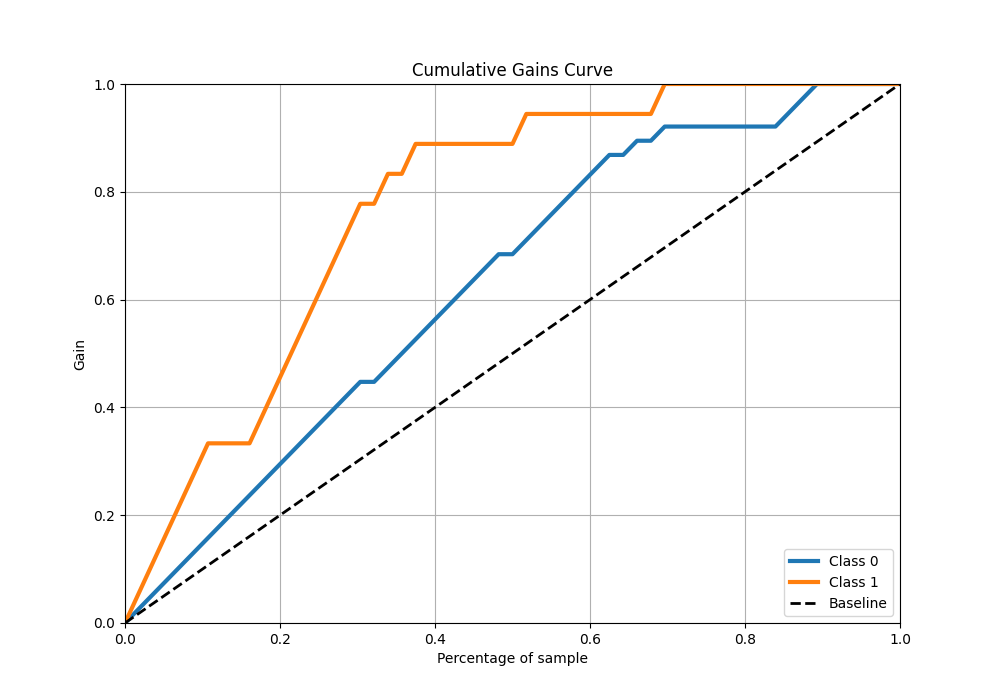 Cumulative Gains Curve
1.0
0.8
0.6
0.4
0.2
0.0
Gain
0.0 0.2 0.4 0.6 0.8 1.0
Percentage of sample
Class 0
Class 1
Baseline